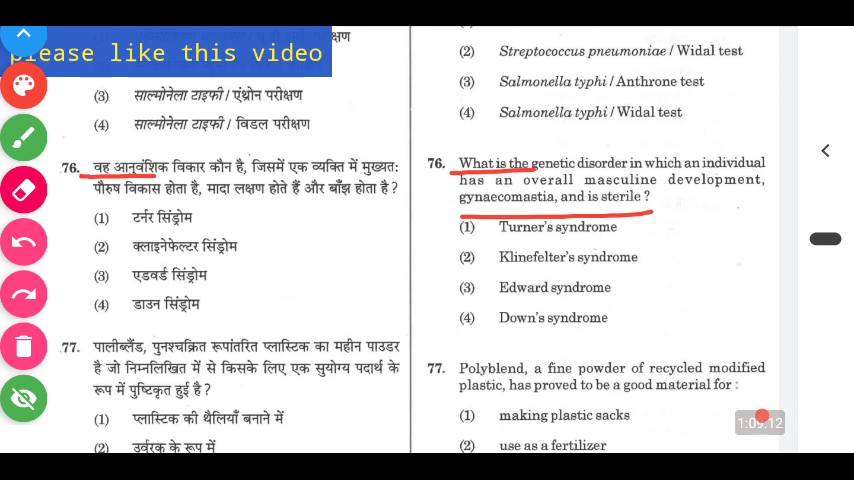 please like this video
(3) साल्मोनेला टाइफी / एंथ्रोन परीक्षण
(4) साल्मोनेला टाइफी / विडल परीक्षण
76. वह आनुवंशिक विकार कौन है, जिसमें एक व्यक्ति में मुख्यतः
पौरुष विकास होता है, मादा लक्षण होते हैं और बाँझ होता है ?
(1) टर्नर सिंड्रोम
(2) क्लाइनेफेल्टर सिंड्रोम
(3) एडवर्ड सिंड्रोम
(4) डाउन सिंड्रोम
77. पालीब्लैंड, पुनश्चक्रित रूपांतरित प्लास्टिक का महीन पाउडर
है जो निम्नलिखित में से किसके लिए एक सुयोग्य पदार्थ के
रूप में पुष्टिकृत हुई है ?
(1) प्लास्टिक की थैलियाँ बनाने में
(2) उर्वरक के रूप में
(2) Streptococcus pneumoniae / Widal test
(3) Salmonella typhi / Anthrone test
(4) Salmonella typhi / Widal test
76. What is the genetic disorder in which an individual
has an overall masculine development,
gynaecomastia, and is sterile ?
(1) Turner's syndrome
(2) Klinefelter's syndrome
(3) Edward syndrome
(4) Down's syndrome
77. Polyblend, a fine powder of recycled modified
plastic, has proved to be a good material for :
(1) making plastic sacks
(2) use as a fertilizer
1:09:12